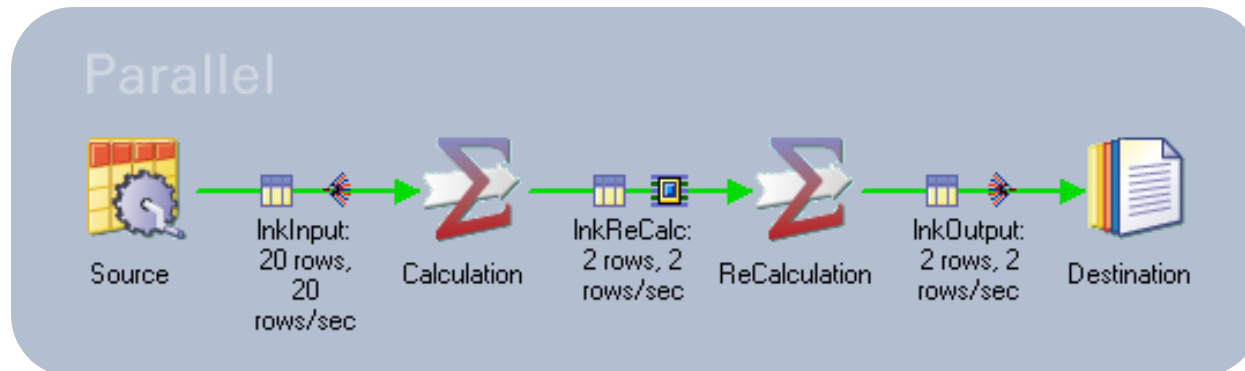 Parallel
Source
lnkInput:
20 rows,
20
rows/sec
Calculation
lnkReCalc:
2 rows, 2
rows/sec
ReCalculation
lnkOutput:
2 rows, 2
rows/sec
Destination